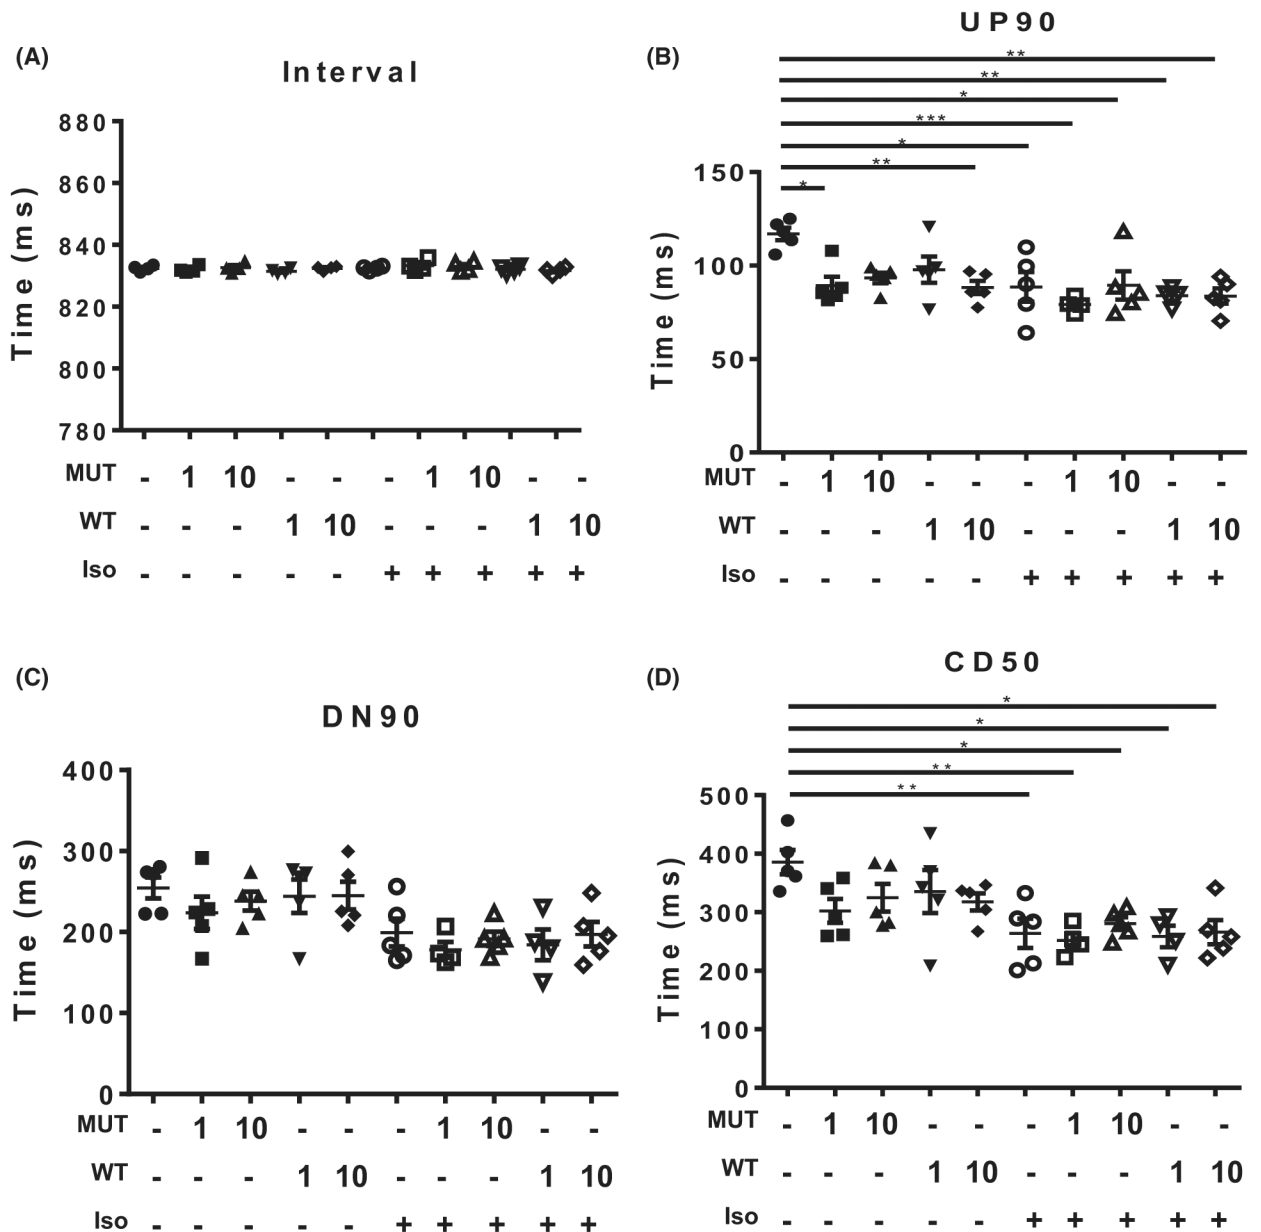 (A)
Interval
Time (ms)
880
860
840
820
800
780
MUT - 1 10 - - - 1 10 - -
WT - - - 1 10 - - - 1 10
Iso - - - - - + + + + +
(B)
UP90
**
**
*
***
*
**
*
Time (ms)
150
100
50
0
MUT - 1 10 - - - 1 10 - -
WT - - - 1 10 - - - 1 10
Iso - - - - - + + + + +
(C)
DN90
Time (ms)
400
300
200
100
0
MUT - 1 10 - - - 1 10 - -
WT - - - 1 10 - - - 1 10
Iso - - - - - + + + + +
(D)
CD50
*
*
*
**
**
Time (ms)
500
400
300
200
100
0
MUT - 1 10 - - - 1 10 - -
WT - - - 1 10 - - - 1 10
Iso - - - - - + + + + +